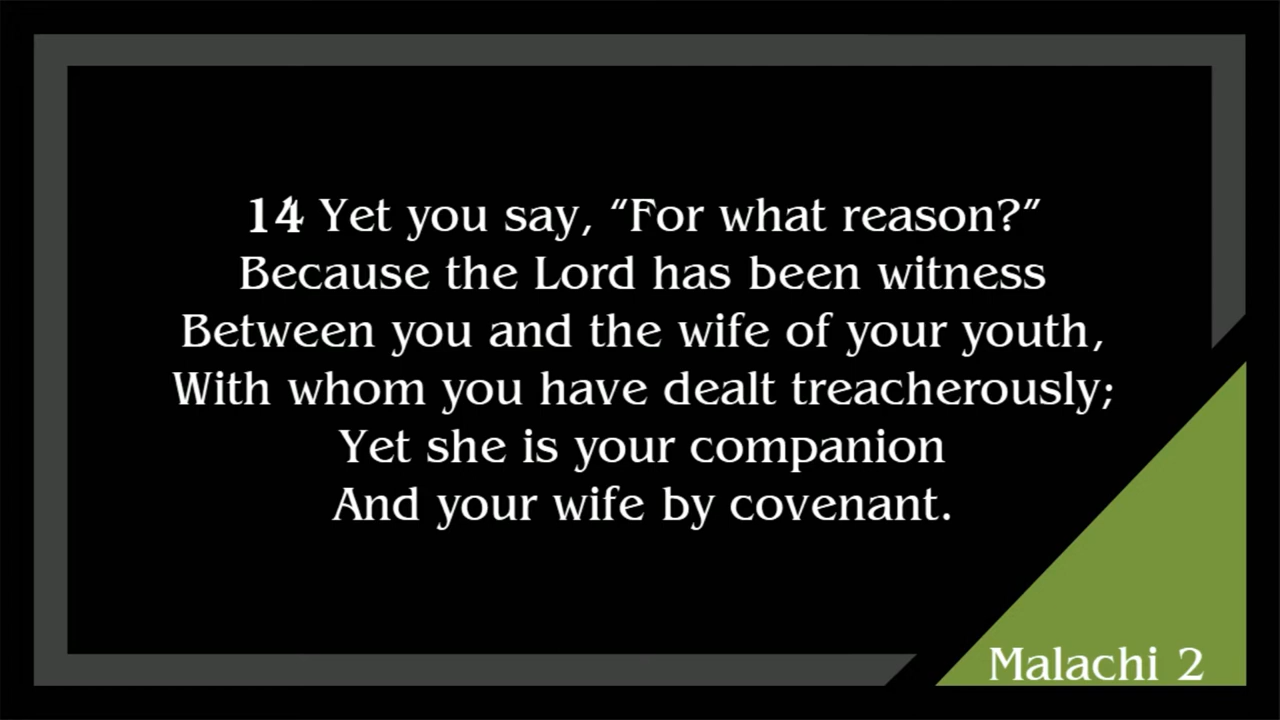 14 Yet you say, “For what reason?”
Because the Lord has been witness
Between you and the wife of your youth,
With whom you have dealt treacherously;
Yet she is your companion
And your wife by covenant.
Malachi 2